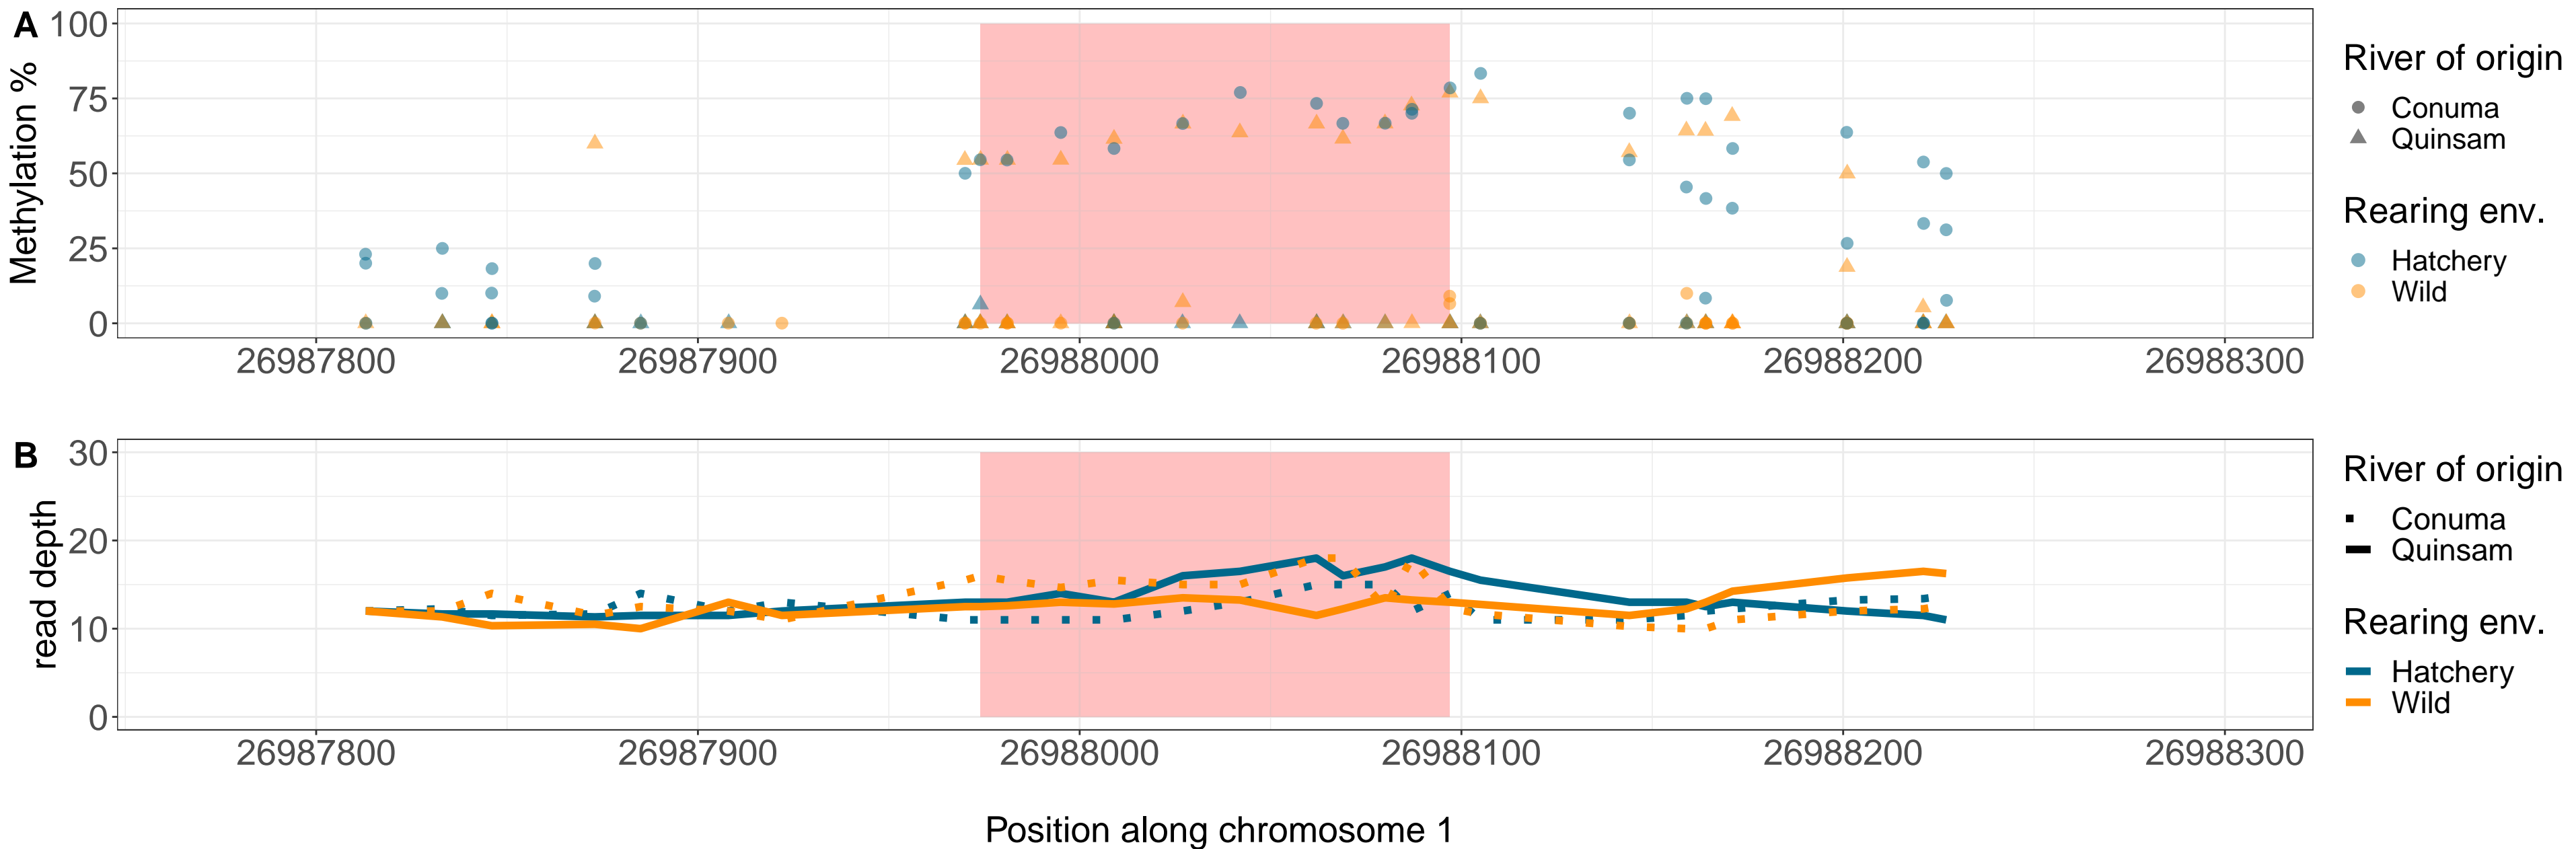 A
100
75
50
25
0
Methylation %
26987800 26987900 26988000 26988100 26988200 26988300
River of origin
Conuma
Quinsam
Rearing env.
Hatchery
Wild
B
30
20
10
0
read depth
26987800 26987900 26988000 26988100 26988200 26988300
Position along chromosome 1
River of origin
Conuma
Quinsam
Rearing env.
Hatchery
Wild